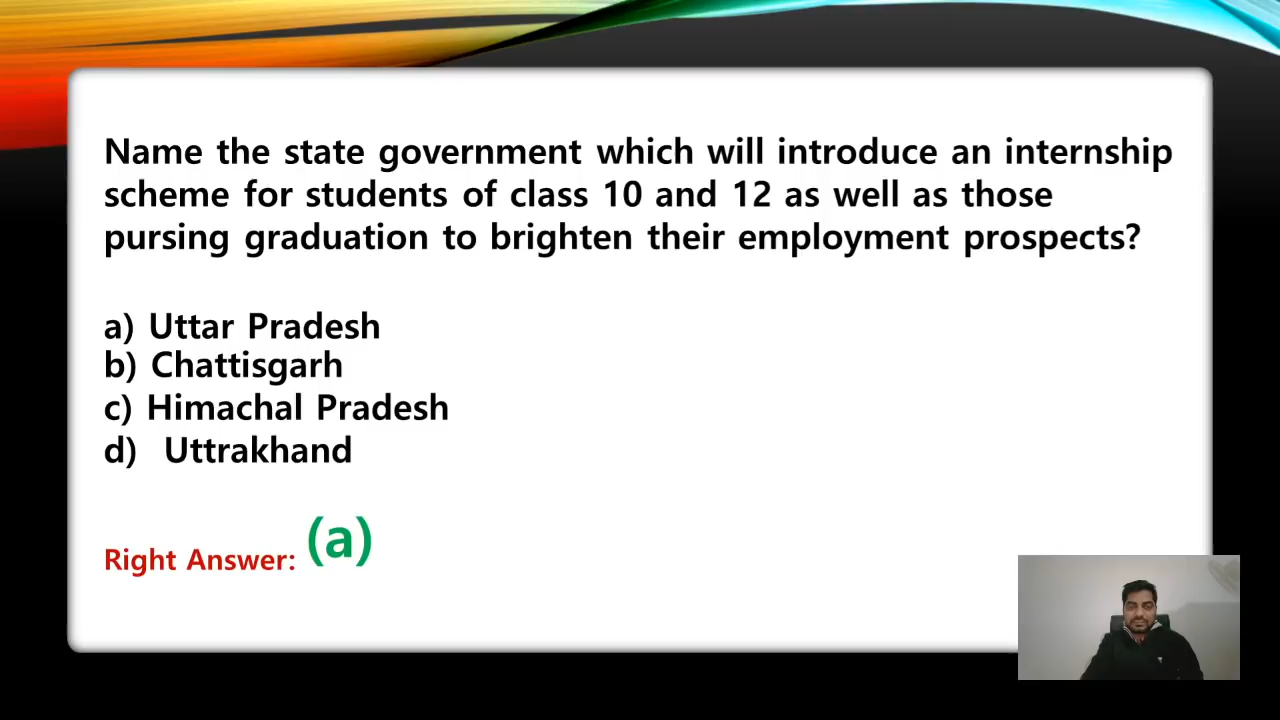 Name the state government which will introduce an internship
scheme for students of class 10 and 12 as well as those
pursing graduation to brighten their employment prospects?
a) Uttar Pradesh
b) Chattisgarh
c) Himachal Pradesh
d) Uttrakhand
Right Answer: (a)